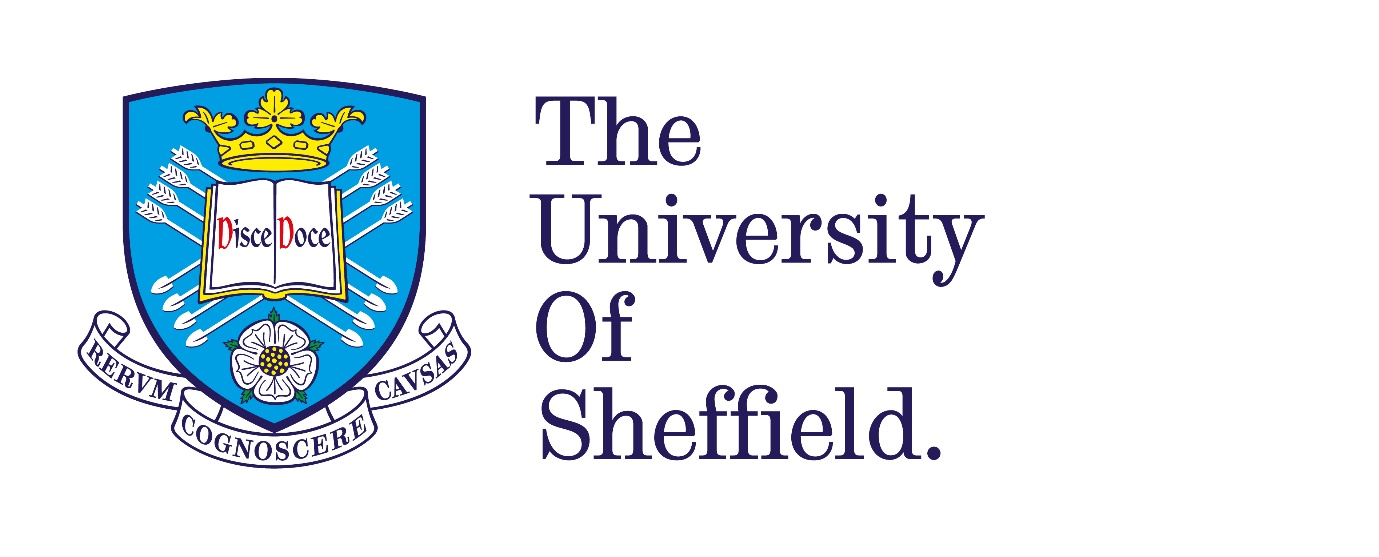 Disce Doce
RERVM COGNOSCERE CAVSAS
The
University
Of
Sheffield.